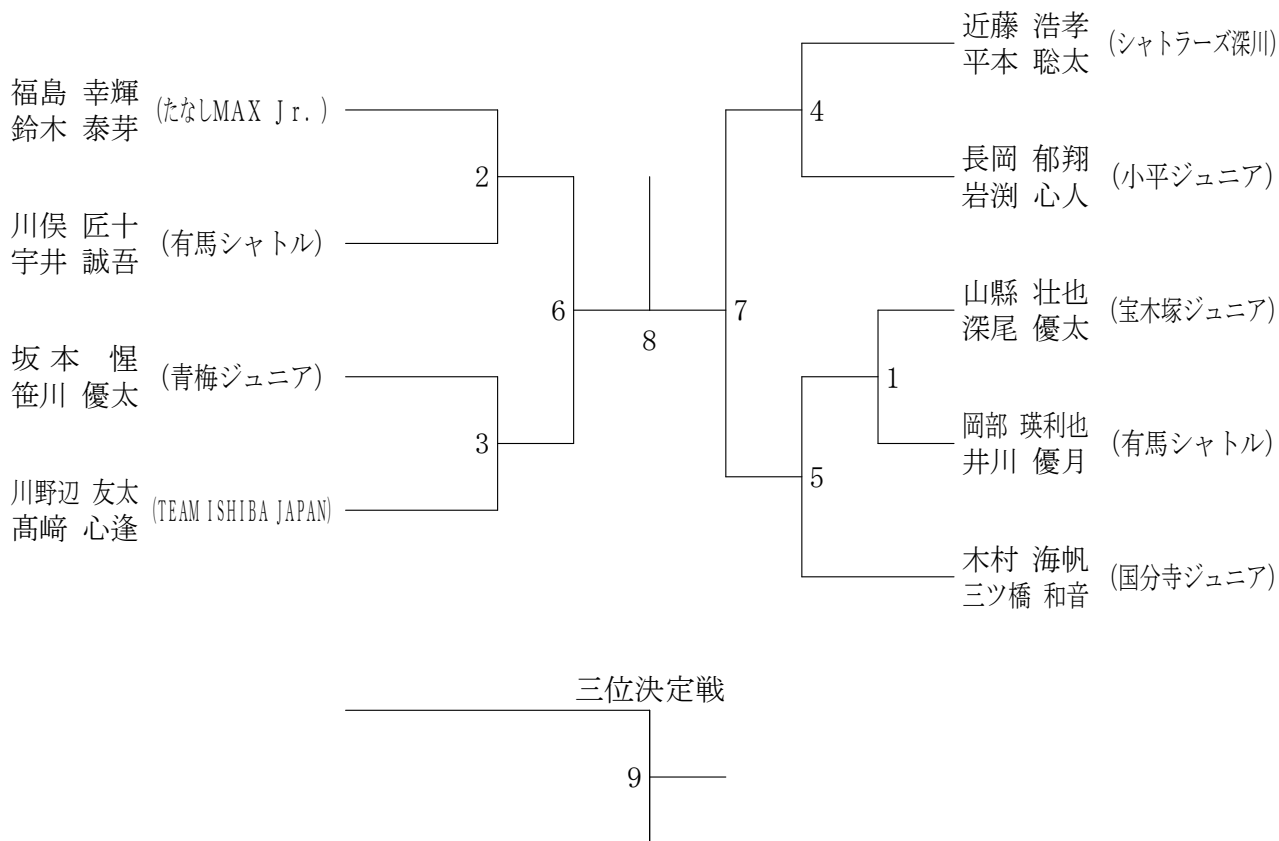 福島 幸輝
鈴木 泰芽
(たなしMAX Jr.)
川俣 匠十
宇井 誠吾
(有馬シャトル)
坂本 惺
笹川 優太
(青梅ジュニア)
川野辺 友太
髙﨑 心逢
(TEAM ISHIBA JAPAN)
2
3
6
8
7
4
5
1
近藤 浩孝
平本 聡太
(シャトラーズ深川)
長岡 郁翔
岩渕 心人
(小平ジュニア)
山縣 壮也
深尾 優太
(宝木塚ジュニア)
岡部 瑛利也
井川 優月
(有馬シャトル)
木村 海帆
三ツ橋 和音
(国分寺ジュニア)
三位決定戦
9